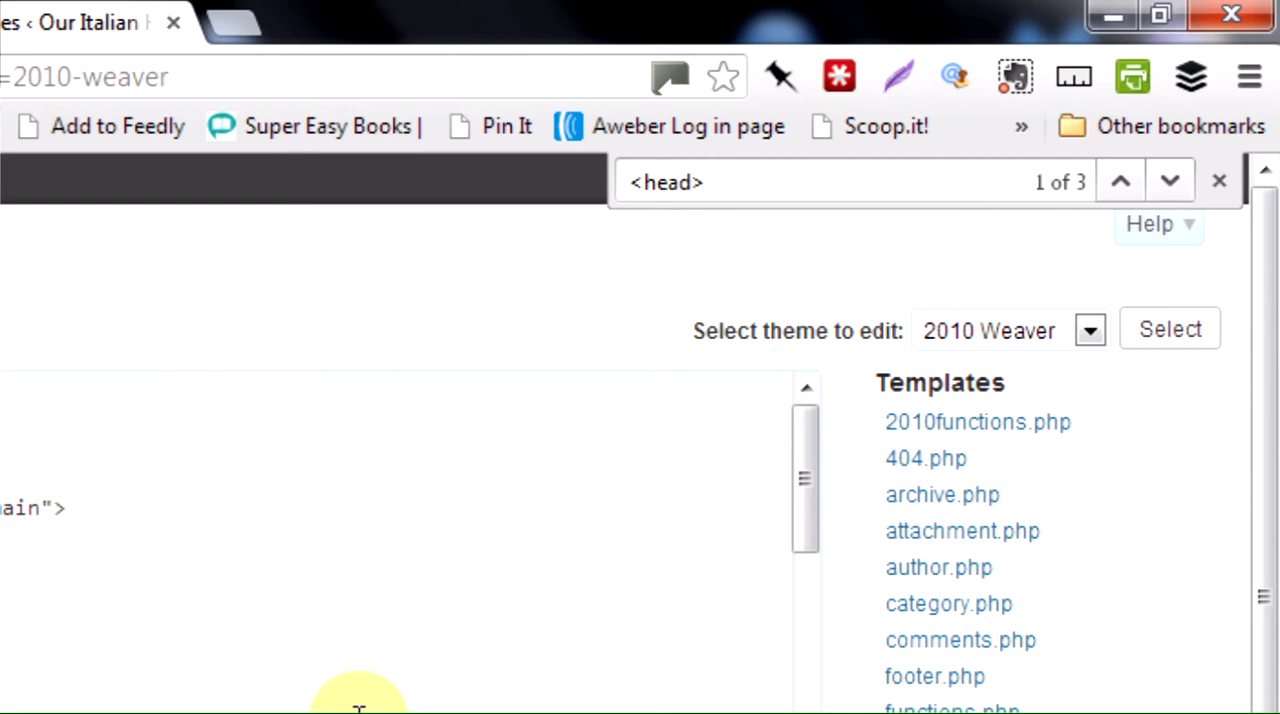 es ‹ Our Italian
=2010-weaver
Add to Feedly Super Easy Books | Pin It Aweber Log in page Scoop.it! » Other bookmarks
<head> 1 of 3
Help
Select theme to edit: 2010 Weaver Select
Templates
2010functions.php
404.php
archive.php
ain">
attachment.php
author.php
category.php
comments.php
footer.php
functions.php